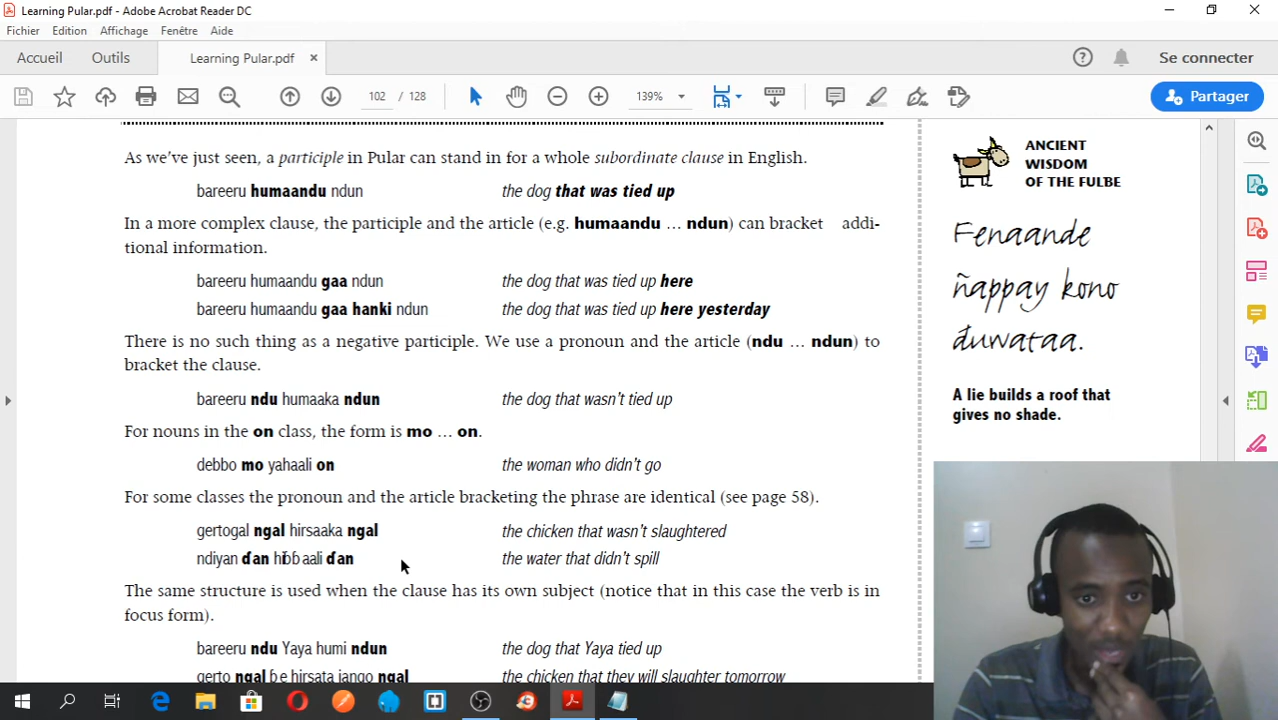 Learning Pular.pdf - Adobe Acrobat Reader DC
Fichier Edition Affichage Fenêtre Aide
Accueil Outils Learning Pular.pdf × Se connecter
102 / 128 139% Partager
As we've just seen, a participle in Pular can stand in for a whole subordinate clause in English.
bareeru humaandu ndun the dog that was tied up
In a more complex clause, the participle and the article (e.g. humaandu ... ndun) can bracket addi-
tional information.
bareeru humaandu gaa ndun the dog that was tied up here
bareeru humaandu gaa hanki ndun the dog that was tied up here yesterday
There is no such thing as a negative participle. We use a pronoun and the article (ndu ... ndun) to
bracket the clause.
bareeru ndu humaaka ndun the dog that wasn't tied up
For nouns in the on class, the form is mo ... on.
debbo mo yahaali on the woman who didn't go
For some classes the pronoun and the article bracketing the phrase are identical (see page 58).
gertogal ngal hirsaaka ngal the chicken that wasn't slaughtered
ndiyan ɗan hiɓɓaali ɗan the water that didn't spill
The same structure is used when the clause has its own subject (notice that in this case the verb is in
focus form).
bareeru ndu Yaya humi ndun the dog that Yaya tied up
gerto ngal ɓe hirsata jango ngal the chicken that they will slaughter tomorrow
ANCIENT
WISDOM
OF THE FULBE
Fenaande
ñappay kono
ɗuwataa.
A lie builds a roof that
gives no shade.